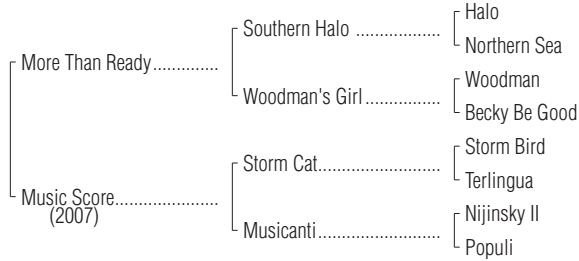 Halo
Southern Halo ..................
Northern Sea
More Than Ready..............
Woodman
Woodman's Girl ................
Becky Be Good
Storm Bird
Storm Cat..........................
Terlingua
Music Score......................
(2007)
Nijinsky II
Musicanti..........................
Populi